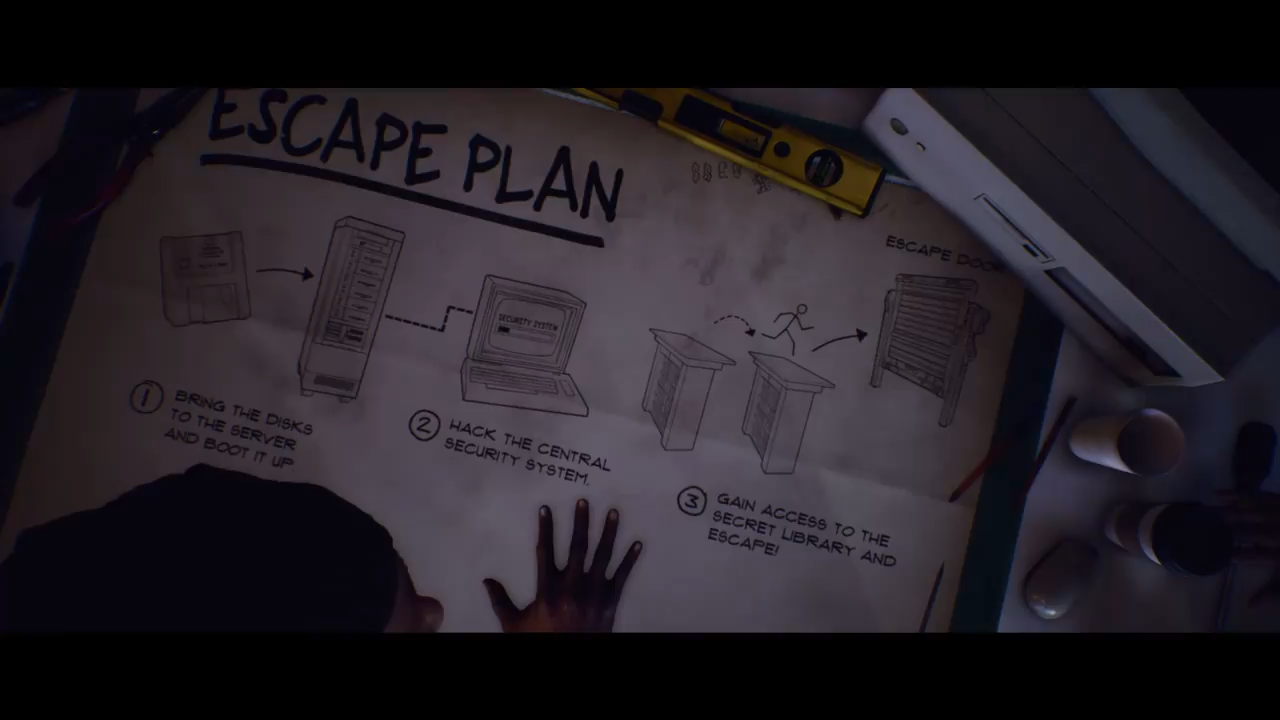 ESCAPE PLAN
ESCAPE DOOR
SECURITY SYSTEM
1
BRING THE DISKS
TO THE SERVER
AND BOOT IT UP
2
HACK THE CENTRAL
SECURITY SYSTEM.
3
GAIN ACCESS TO THE
SECRET LIBRARY AND
ESCAPE!